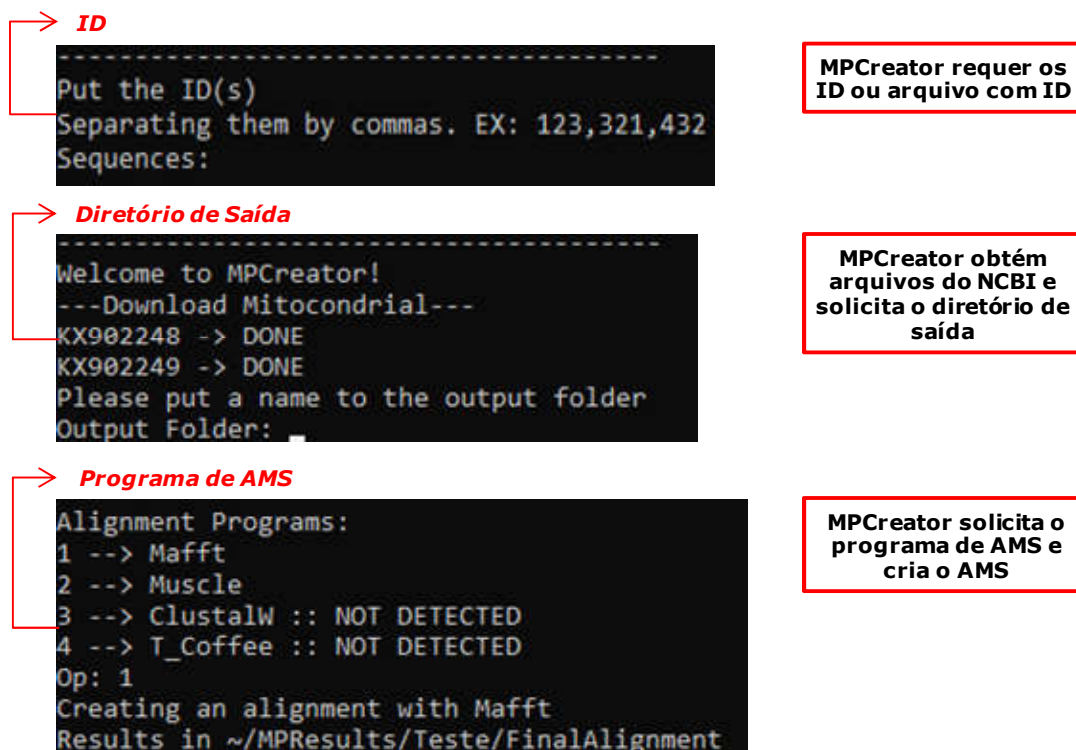 ID
----------------------------------------
Put the ID(s)
Separating them by commas. EX: 123,321,432
Sequences:
MPCreator requer os
ID ou arquivo com ID
Diretório de Saída
----------------------------------------
Welcome to MPCreator!
---Download Mitocondrial---
KX902248 -> DONE
KX902249 -> DONE
Please put a name to the output folder
Output Folder: _
MPCreator obtém
arquivos do NCBI e
solicita o diretório de
saída
Programa de AMS
Alignment Programs:
1 --> Mafft
2 --> Muscle
3 --> ClustalW :: NOT DETECTED
4 --> T_Coffee :: NOT DETECTED
Op: 1
Creating an alignment with Mafft
Results in ~/MPResults/Teste/FinalAlignment
MPCreator solicita o
programa de AMS e
cria o AMS